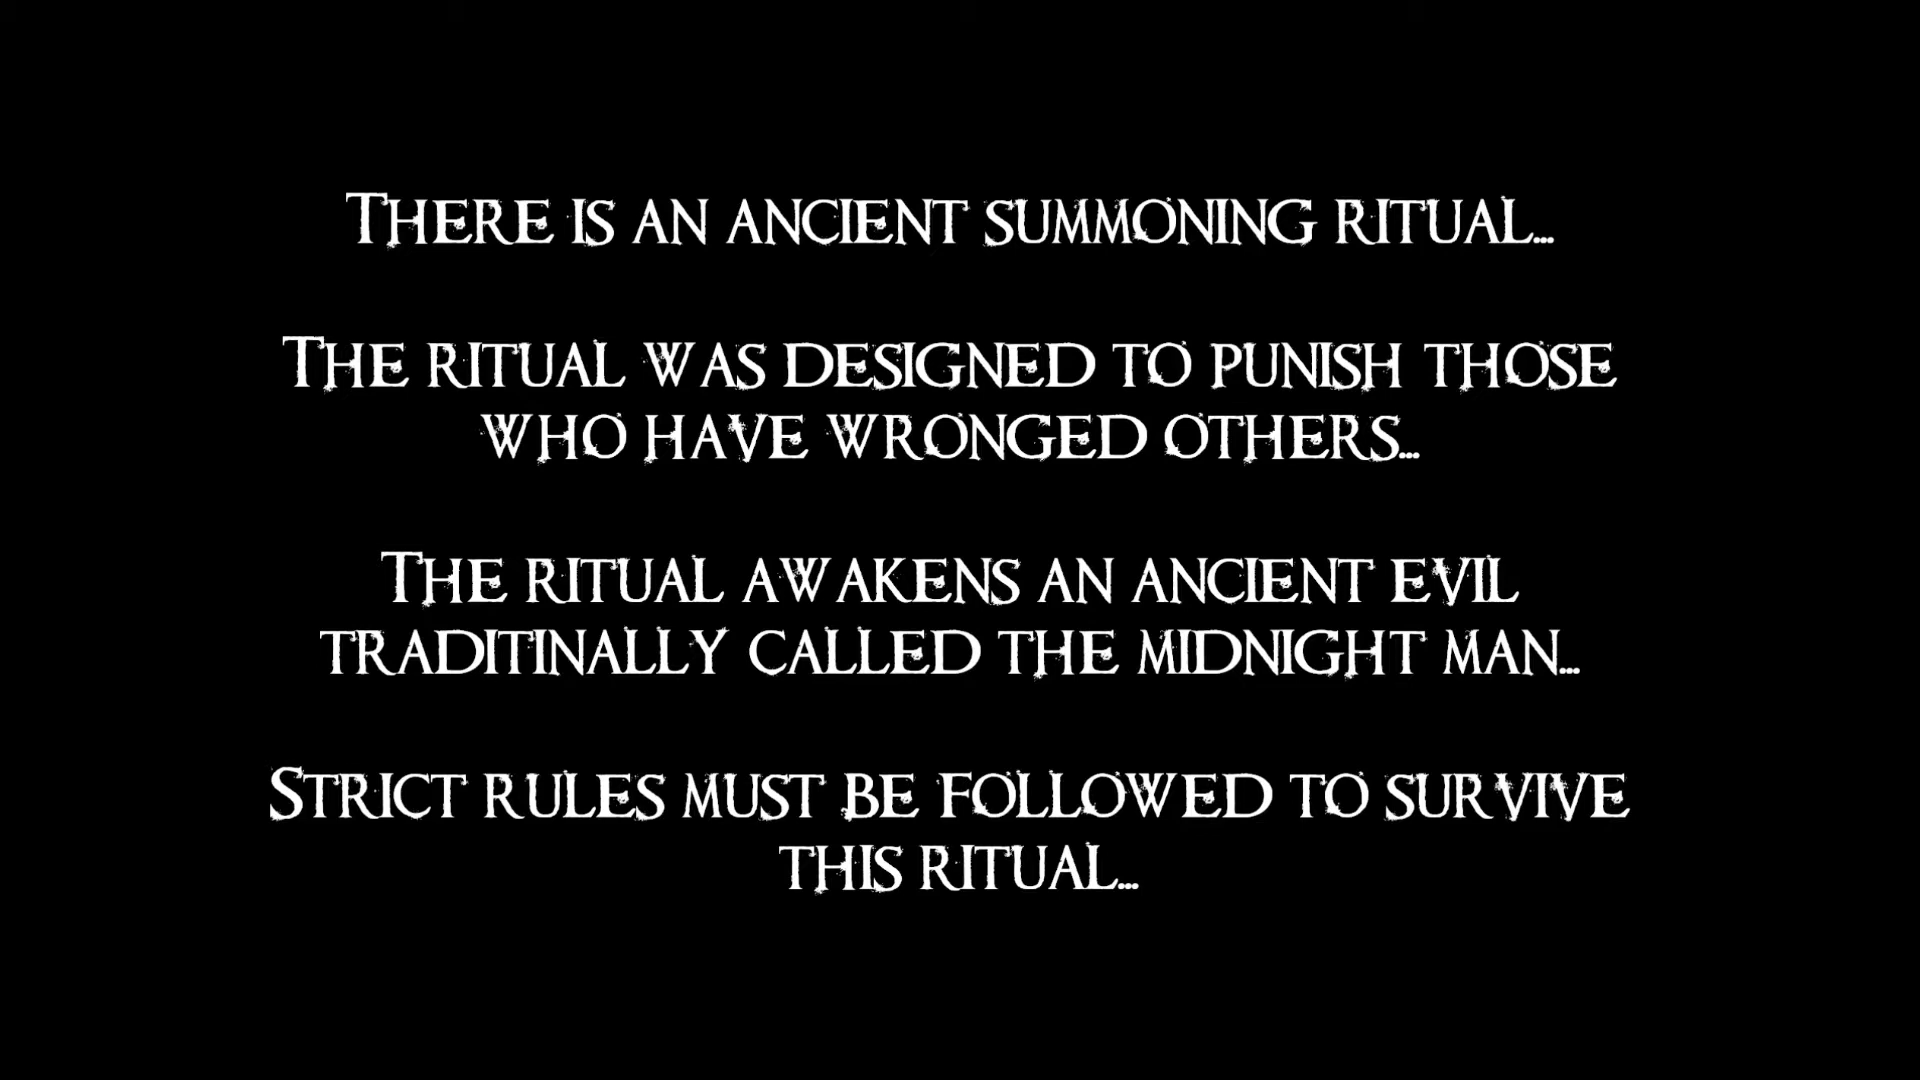 There is an ancient summoning ritual...
The ritual was designed to punish those
who have wronged others...
The ritual awakens an ancient evil
traditinally called the midnight man...
Strict rules must be followed to survive
this ritual...